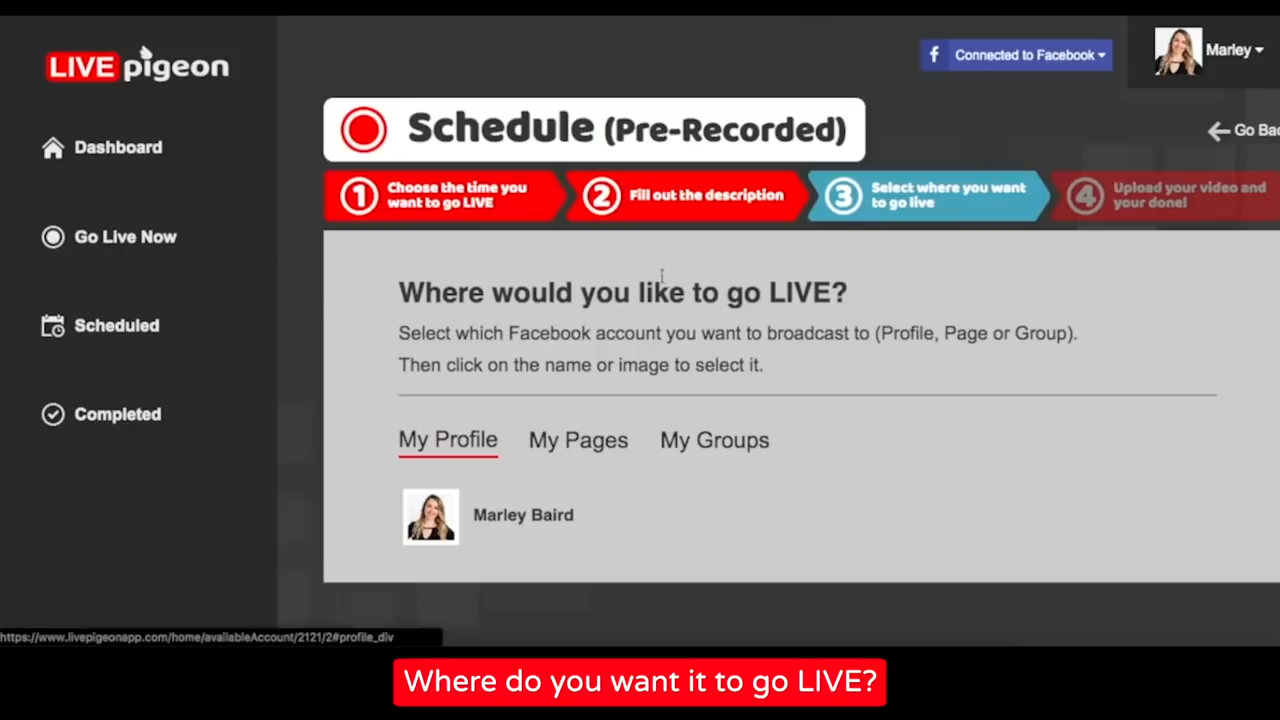 LIVE pigeon
Connected to Facebook
Marley
Dashboard
Go Live Now
Scheduled
Completed
Schedule (Pre-Recorded)
Go Bac
1 Choose the time you
want to go LIVE
2 Fill out the description
3 Select where you want
to go live
4 Upload your video and
your done!
Where would you like to go LIVE?
Select which Facebook account you want to broadcast to (Profile, Page or Group).
Then click on the name or image to select it.
My Profile My Pages My Groups
Marley Baird
https://www.livepigeonapp.com/home/availableAccount/2121/2#profile_div
Where do you want it to go LIVE?